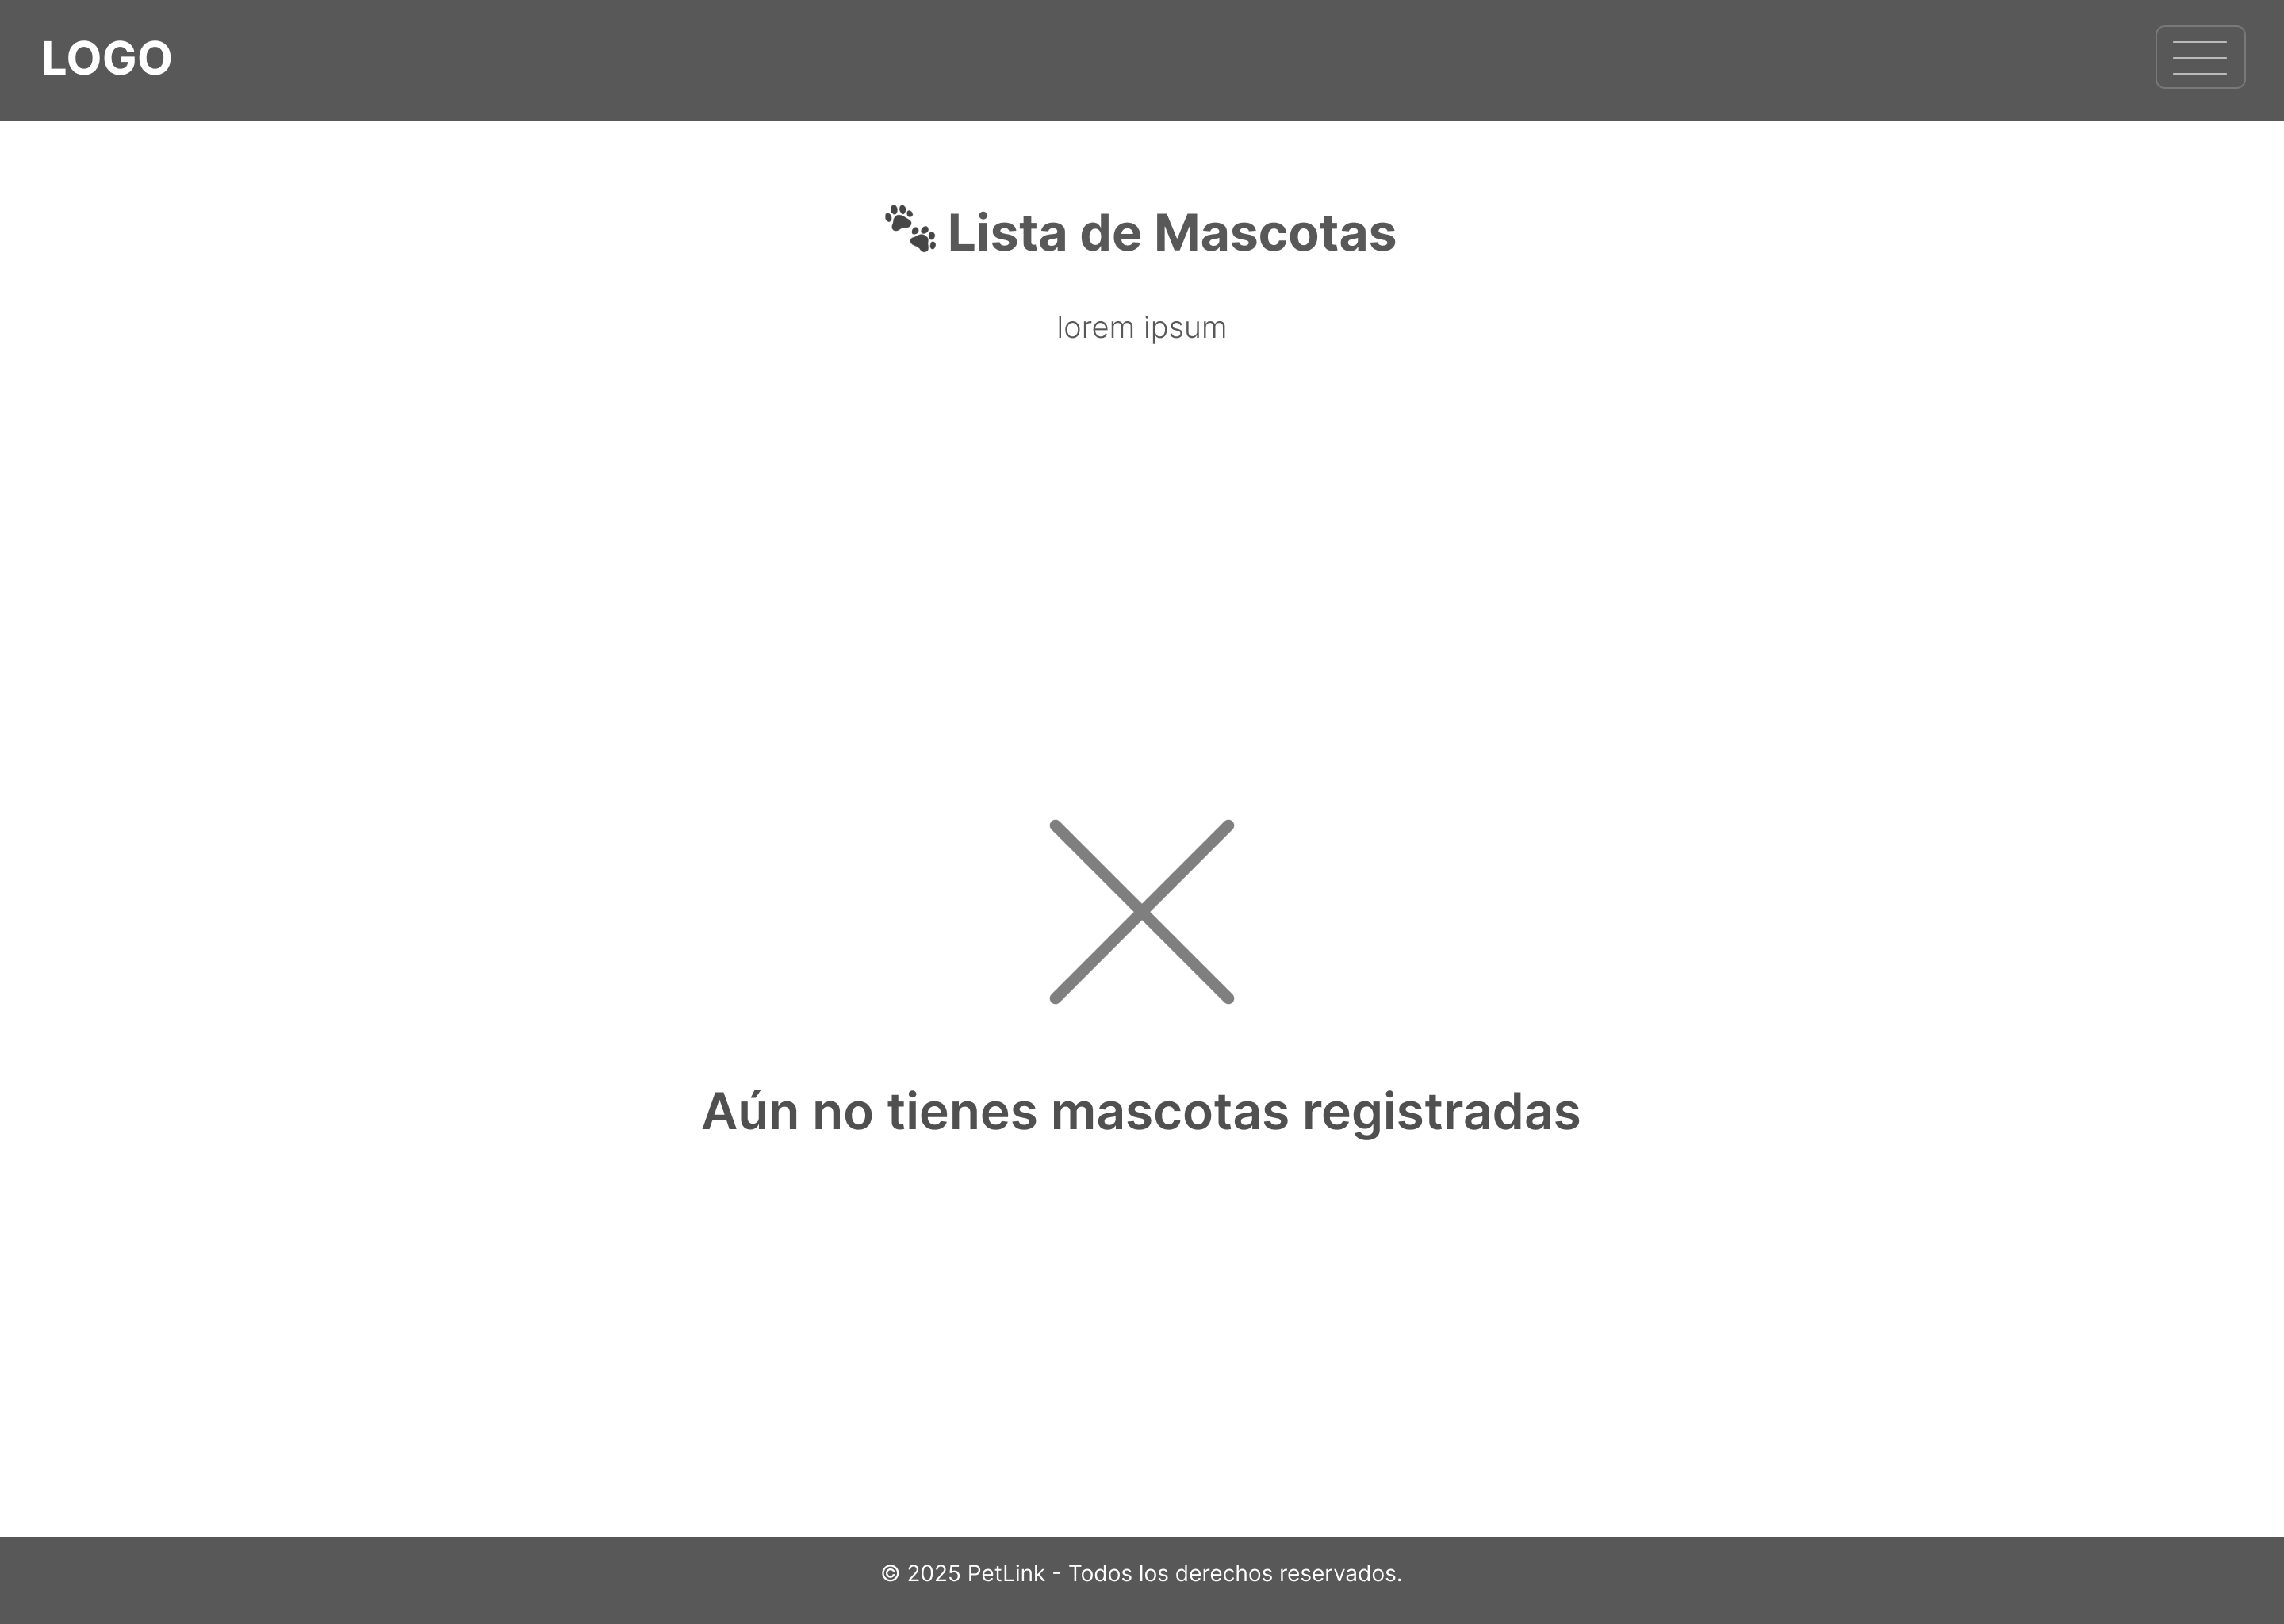 LOGO
Lista de Mascotas
lorem ipsum
Aún no tienes mascotas registradas
© 2025 PetLink - Todos los derechos reservados.